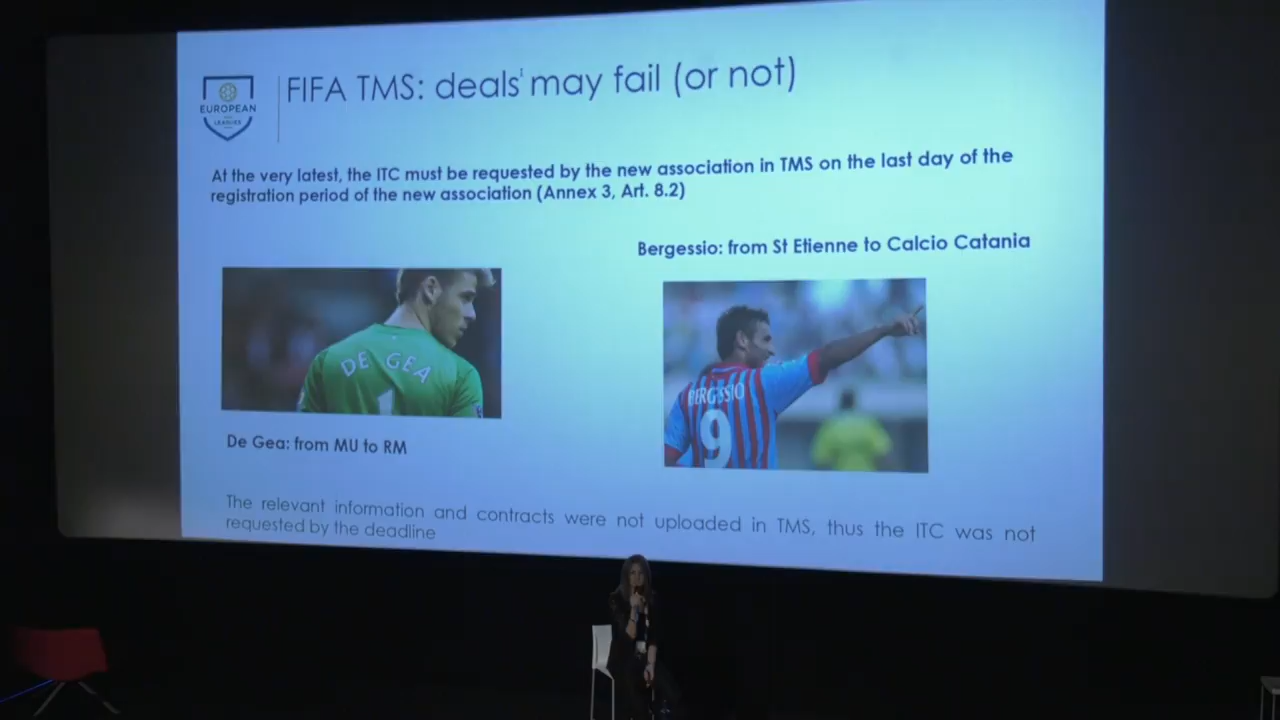 EUROPEAN
LEAGUES
FIFA TMS: deals¹ may fail (or not)
At the very latest, the ITC must be requested by the new association in TMS on the last day of the
registration period of the new association (Annex 3, Art. 8.2)
Bergessio: from St Etienne to Calcio Catania
DE GEA
1
BERGESSIO
9
De Gea: from MU to RM
The relevant information and contracts were not uploaded in TMS, thus the ITC was not
requested by the deadline